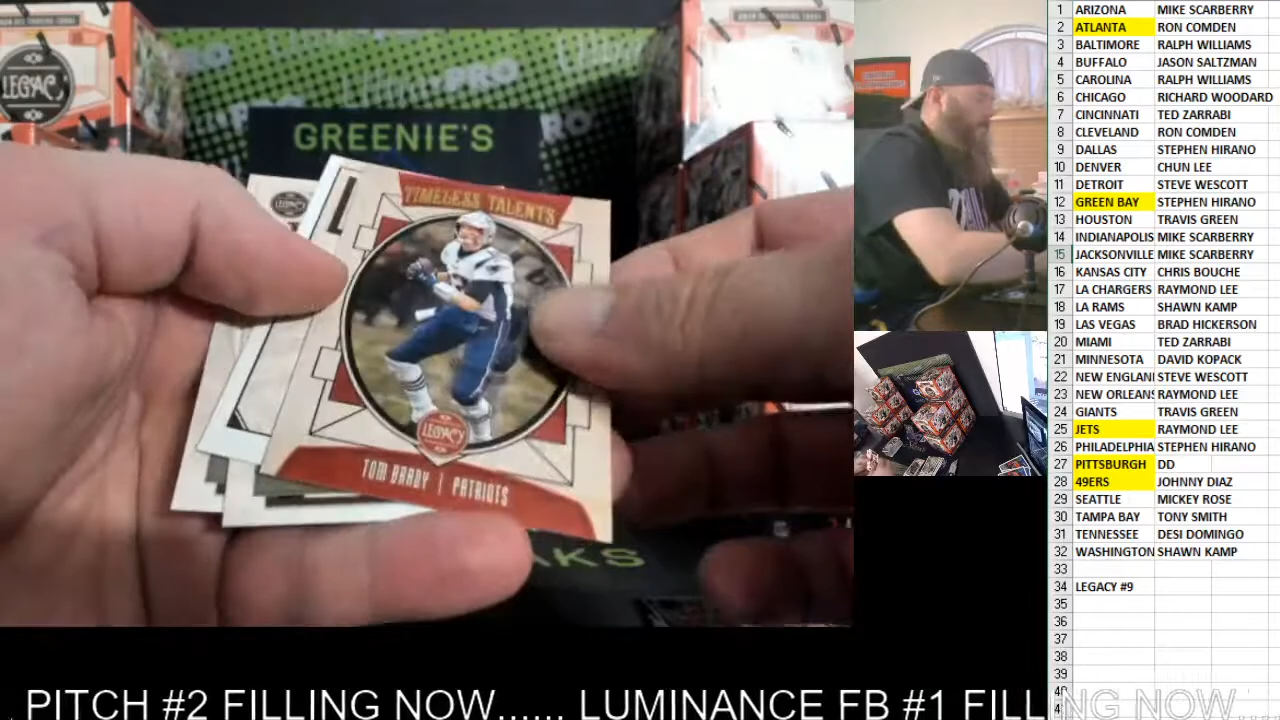 LEGACY
GREENIE'S
PRO
RO
LEGACY
TIMELESS TALENTS
LEGACY
TOM BRADY | PATRIOTS
AKS
1 ARIZONA MIKE SCARBERRY
2 ATLANTA RON COMDEN
3 BALTIMORE RALPH WILLIAMS
4 BUFFALO JASON SALTZMAN
5 CAROLINA RALPH WILLIAMS
6 CHICAGO RICHARD WOODARD
7 CINCINNATI TED ZARRABI
8 CLEVELAND RON COMDEN
9 DALLAS STEPHEN HIRANO
10 DENVER CHUN LEE
11 DETROIT STEVE WESCOTT
12 GREEN BAY STEPHEN HIRANO
13 HOUSTON TRAVIS GREEN
14 INDIANAPOLIS MIKE SCARBERRY
15 JACKSONVILLE MIKE SCARBERRY
16 KANSAS CITY CHRIS BOUCHE
17 LA CHARGERS RAYMOND LEE
18 LA RAMS SHAWN KAMP
19 LAS VEGAS BRAD HICKERSON
20 MIAMI TED ZARRABI
21 MINNESOTA DAVID KOPACK
22 NEW ENGLAN STEVE WESCOTT
23 NEW ORLEANS RAYMOND LEE
24 GIANTS TRAVIS GREEN
25 JETS RAYMOND LEE
26 PHILADELPHIA STEPHEN HIRANO
27 PITTSBURGH DD
28 49ERS JOHNNY DIAZ
29 SEATTLE MICKEY ROSE
30 TAMPA BAY TONY SMITH
31 TENNESSEE DESI DOMINGO
32 WASHINGTON SHAWN KAMP
33
34 LEGACY #9
35
36
37
38
39
40
PITCH #2 FILLING NOW...... LUMINANCE FB #1 FILLING NOW...